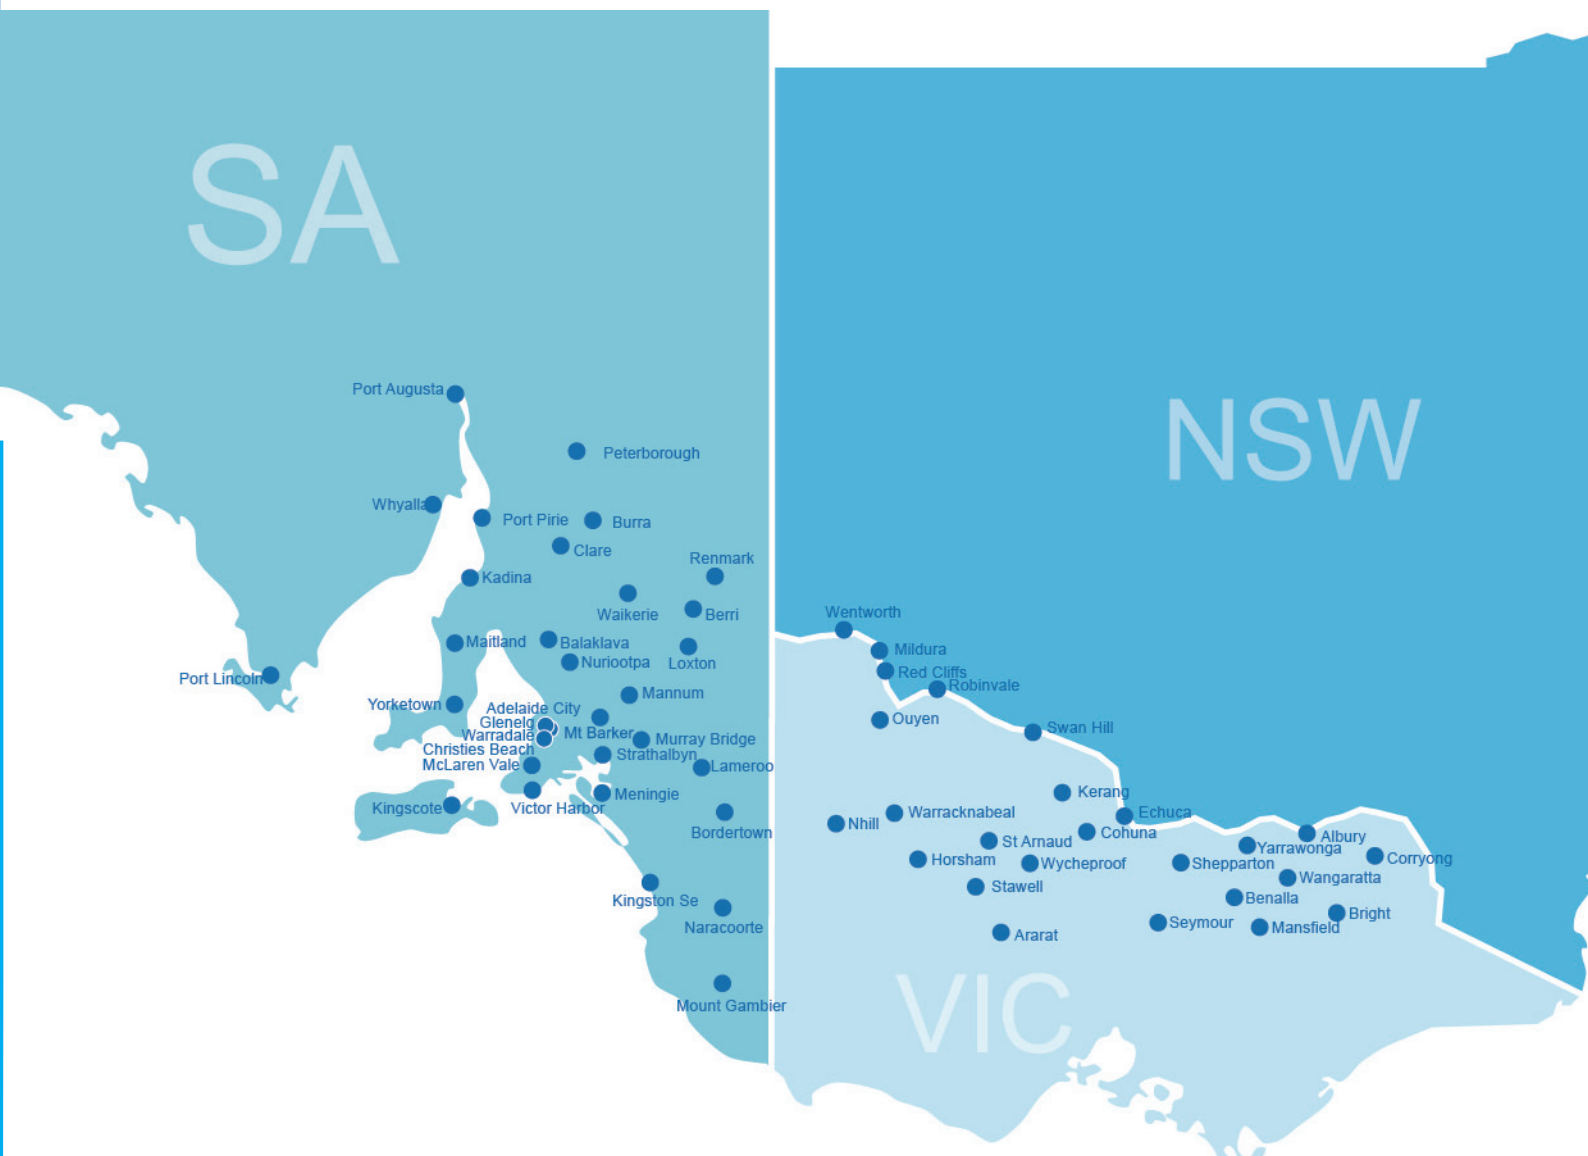 SA
NSW
Port Augusta
Peterborough
Whyalla
Port Pirie
Burra
Clare
Renmark
Kadina
Waikerie
Berri
Wentworth
Maitland
Balaklava
Mildura
Nuriootpa
Loxton
Red Cliffs
Port Lincoln
Robinvale
Mannum
Yorketown
Adelaide City
Ouyen
Glenelg
Swan Hill
Warradale
Mt Barker
Murray Bridge
Christies Beach
Strathalbyn
McLaren Vale
Lameroo
Kerang
Meningie
Kingscote
Victor Harbor
Warracknabeal
Echuca
Nhill
Bordertown
Cohuna
Albury
St Arnaud
Yarrawonga
Horsham
Wycheproof
Shepparton
Corryong
Wangaratta
Stawell
Kingston Se
Benalla
Bright
Naracoorte
Seymour
Mansfield
Ararat
Mount Gambier
VIC